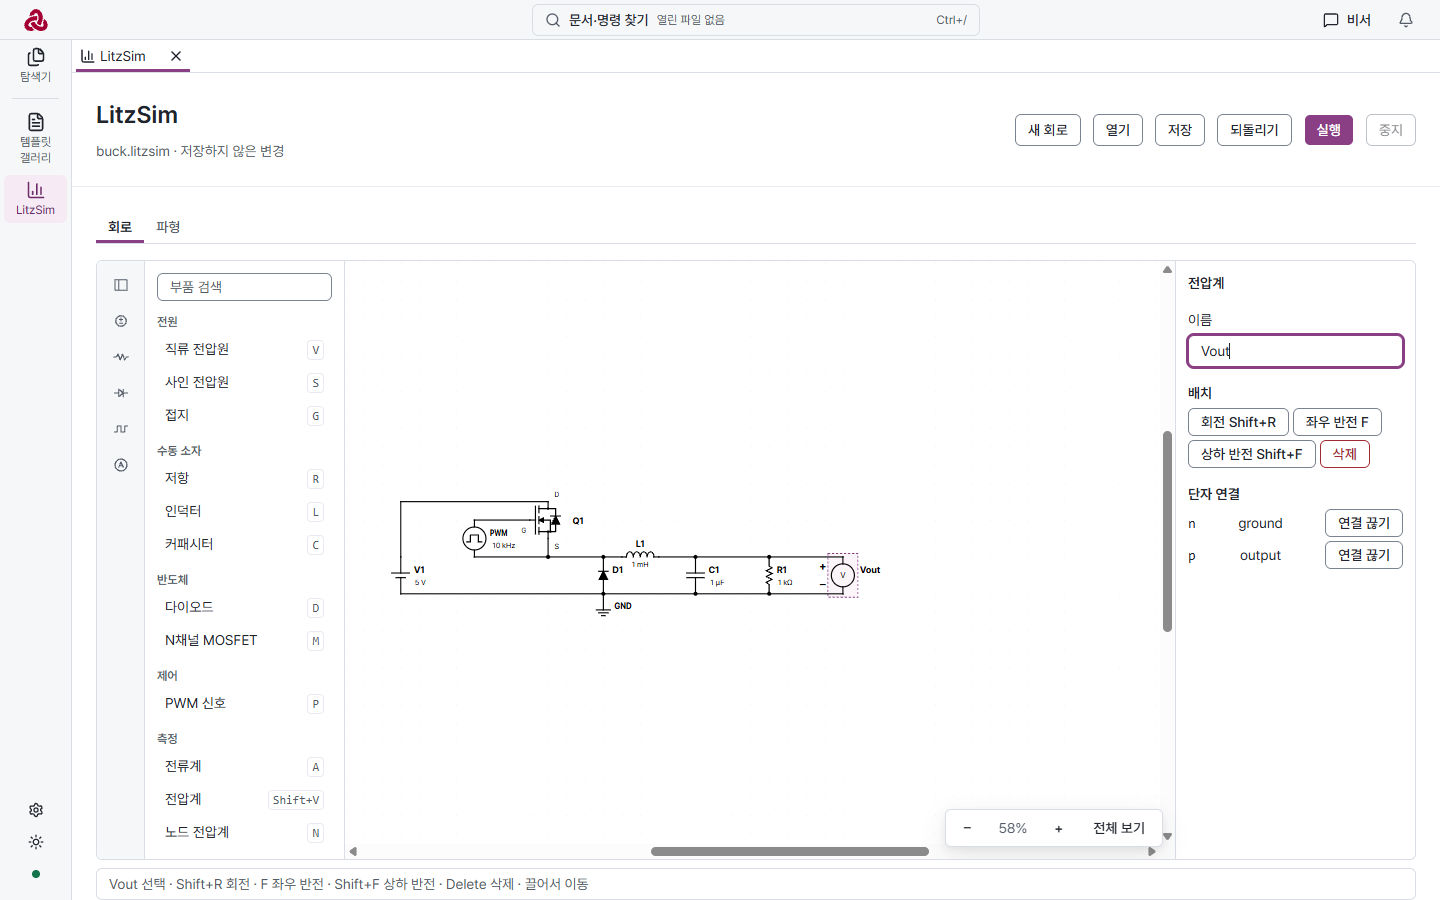 문서·명령 찾기 열린 파일 없음 Ctrl+/
비서
탐색기
템플릿
갤러리
LitzSim
LitzSim
LitzSim
buck.litzsim · 저장하지 않은 변경
새 회로
열기
저장
되돌리기
실행
중지
회로
파형
부품 검색
전원
직류 전압원 V
사인 전압원 S
접지 G
수동 소자
저항 R
인덕터 L
커패시터 C
반도체
다이오드 D
N채널 MOSFET M
제어
PWM 신호 P
측정
전류계 A
전압계 Shift+V
노드 전압계 N
D
PWM
10 kHz
G
Q1
S
V1
5 V
D1
L1
1 mH
C1
1 µF
R1
1 kΩ
+
−
V
Vout
GND
− 58% + 전체 보기
전압계
이름
Vout
배치
회전 Shift+R
좌우 반전 F
상하 반전 Shift+F
삭제
단자 연결
n ground 연결 끊기
p output 연결 끊기
Vout 선택 · Shift+R 회전 · F 좌우 반전 · Shift+F 상하 반전 · Delete 삭제 · 끌어서 이동